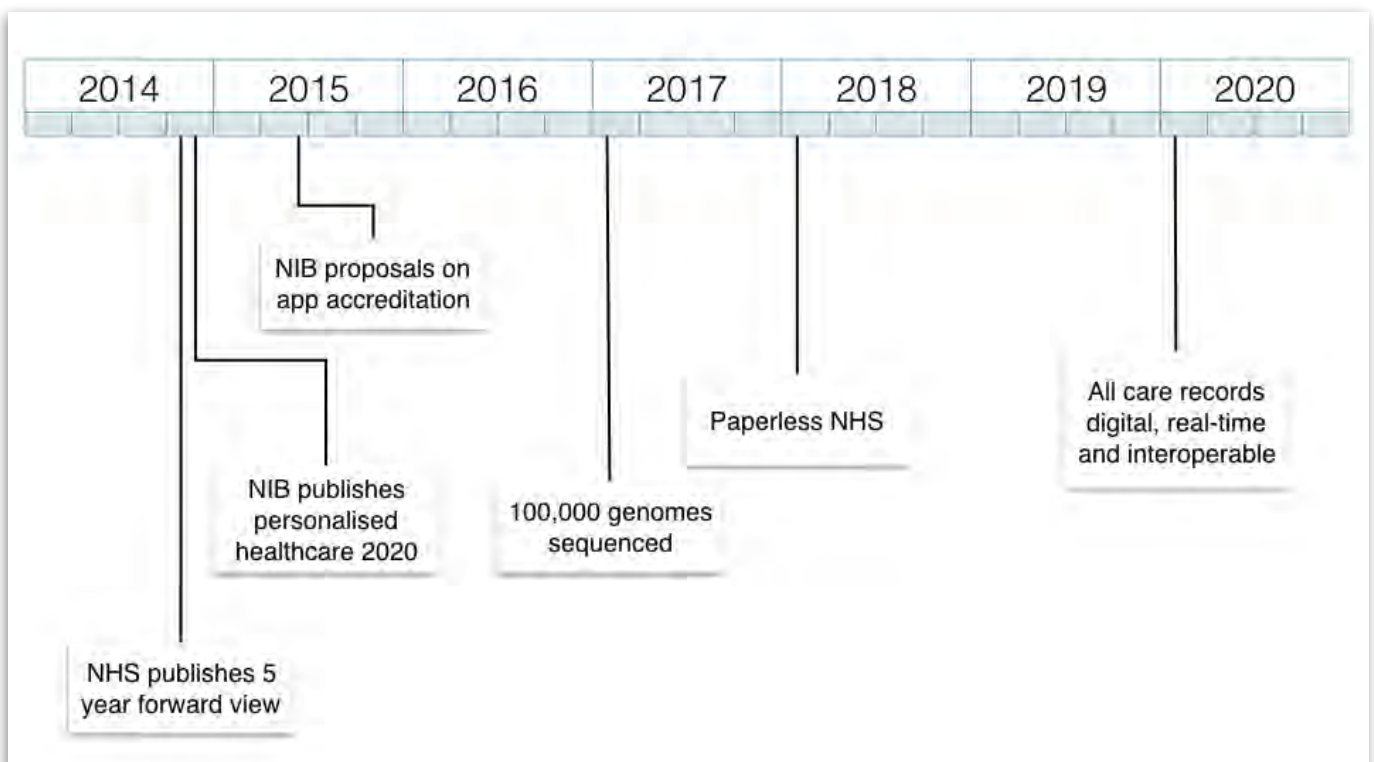 2014 2015 2016 2017 2018 2019 2020
NIB proposals on
app accreditation
NIB publishes
personalised
healthcare 2020
NHS publishes 5
year forward view
100,000 genomes
sequenced
Paperless NHS
All care records
digital, real-time
and interoperable